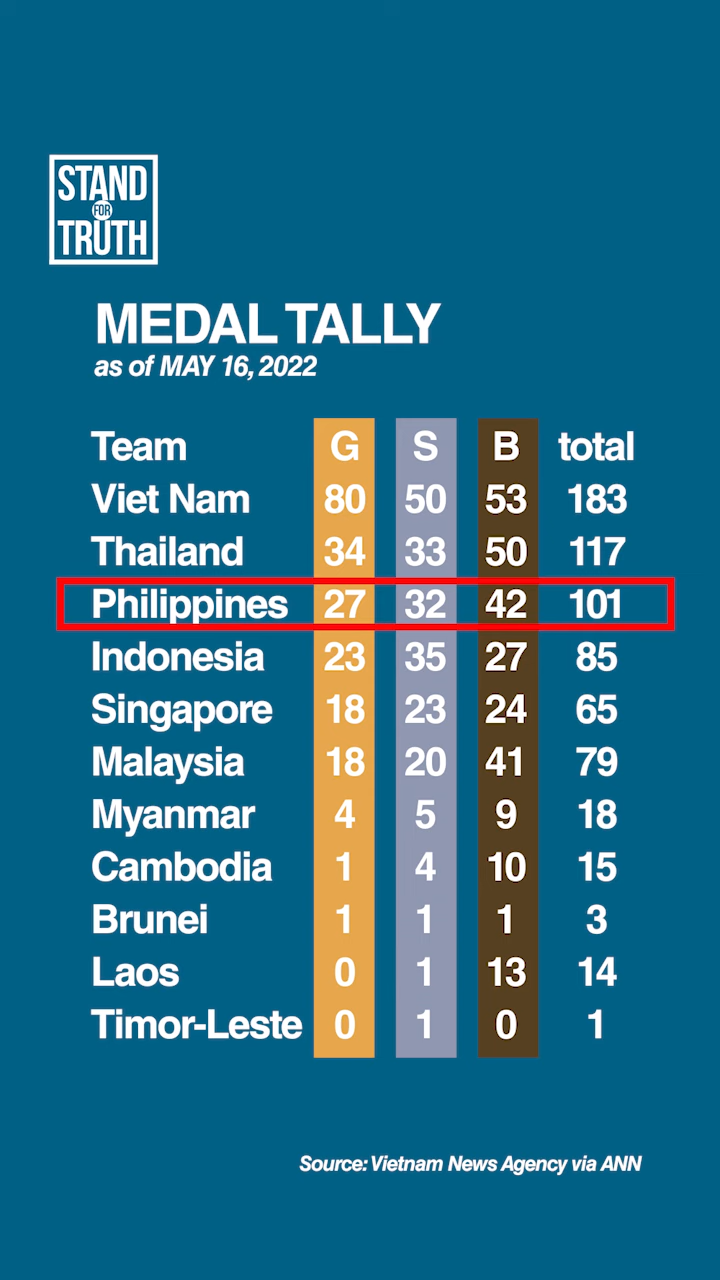 STAND
FOR
TRUTH
MEDAL TALLY
as of MAY 16, 2022
Team G S B total
Viet Nam 80 50 53 183
Thailand 34 33 50 117
Philippines 27 32 42 101
Indonesia 23 35 27 85
Singapore 18 23 24 65
Malaysia 18 20 41 79
Myanmar 4 5 9 18
Cambodia 1 4 10 15
Brunei 1 1 1 3
Laos 0 1 13 14
Timor-Leste 0 1 0 1
Source: Vietnam News Agency via ANN